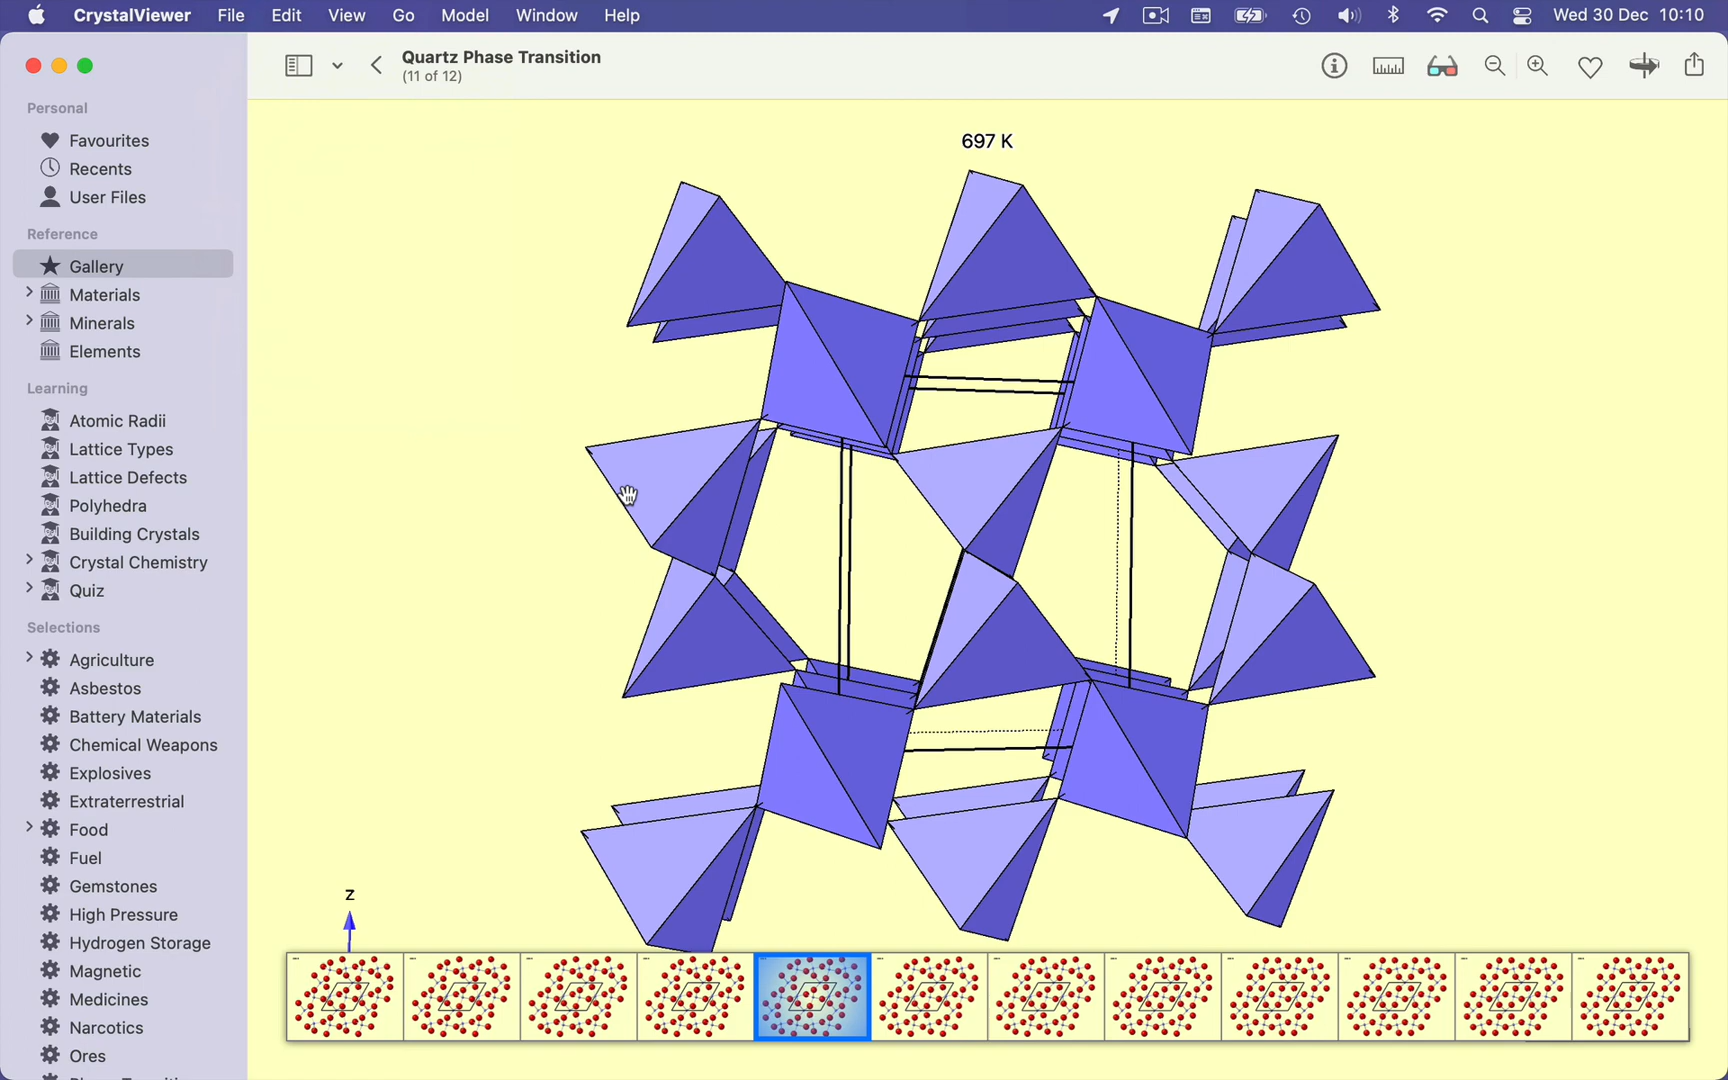 CrystalViewer File Edit View Go Model Window Help Wed 30 Dec 10:10
Quartz Phase Transition
(11 of 12)
Personal
Favourites
Recents
User Files
Reference
Gallery
Materials
Minerals
Elements
Learning
Atomic Radii
Lattice Types
Lattice Defects
Polyhedra
Building Crystals
Crystal Chemistry
Quiz
Selections
Agriculture
Asbestos
Battery Materials
Chemical Weapons
Explosives
Extraterrestrial
Food
Fuel
Gemstones
High Pressure
Hydrogen Storage
Magnetic
Medicines
Narcotics
Ores
697 K
z